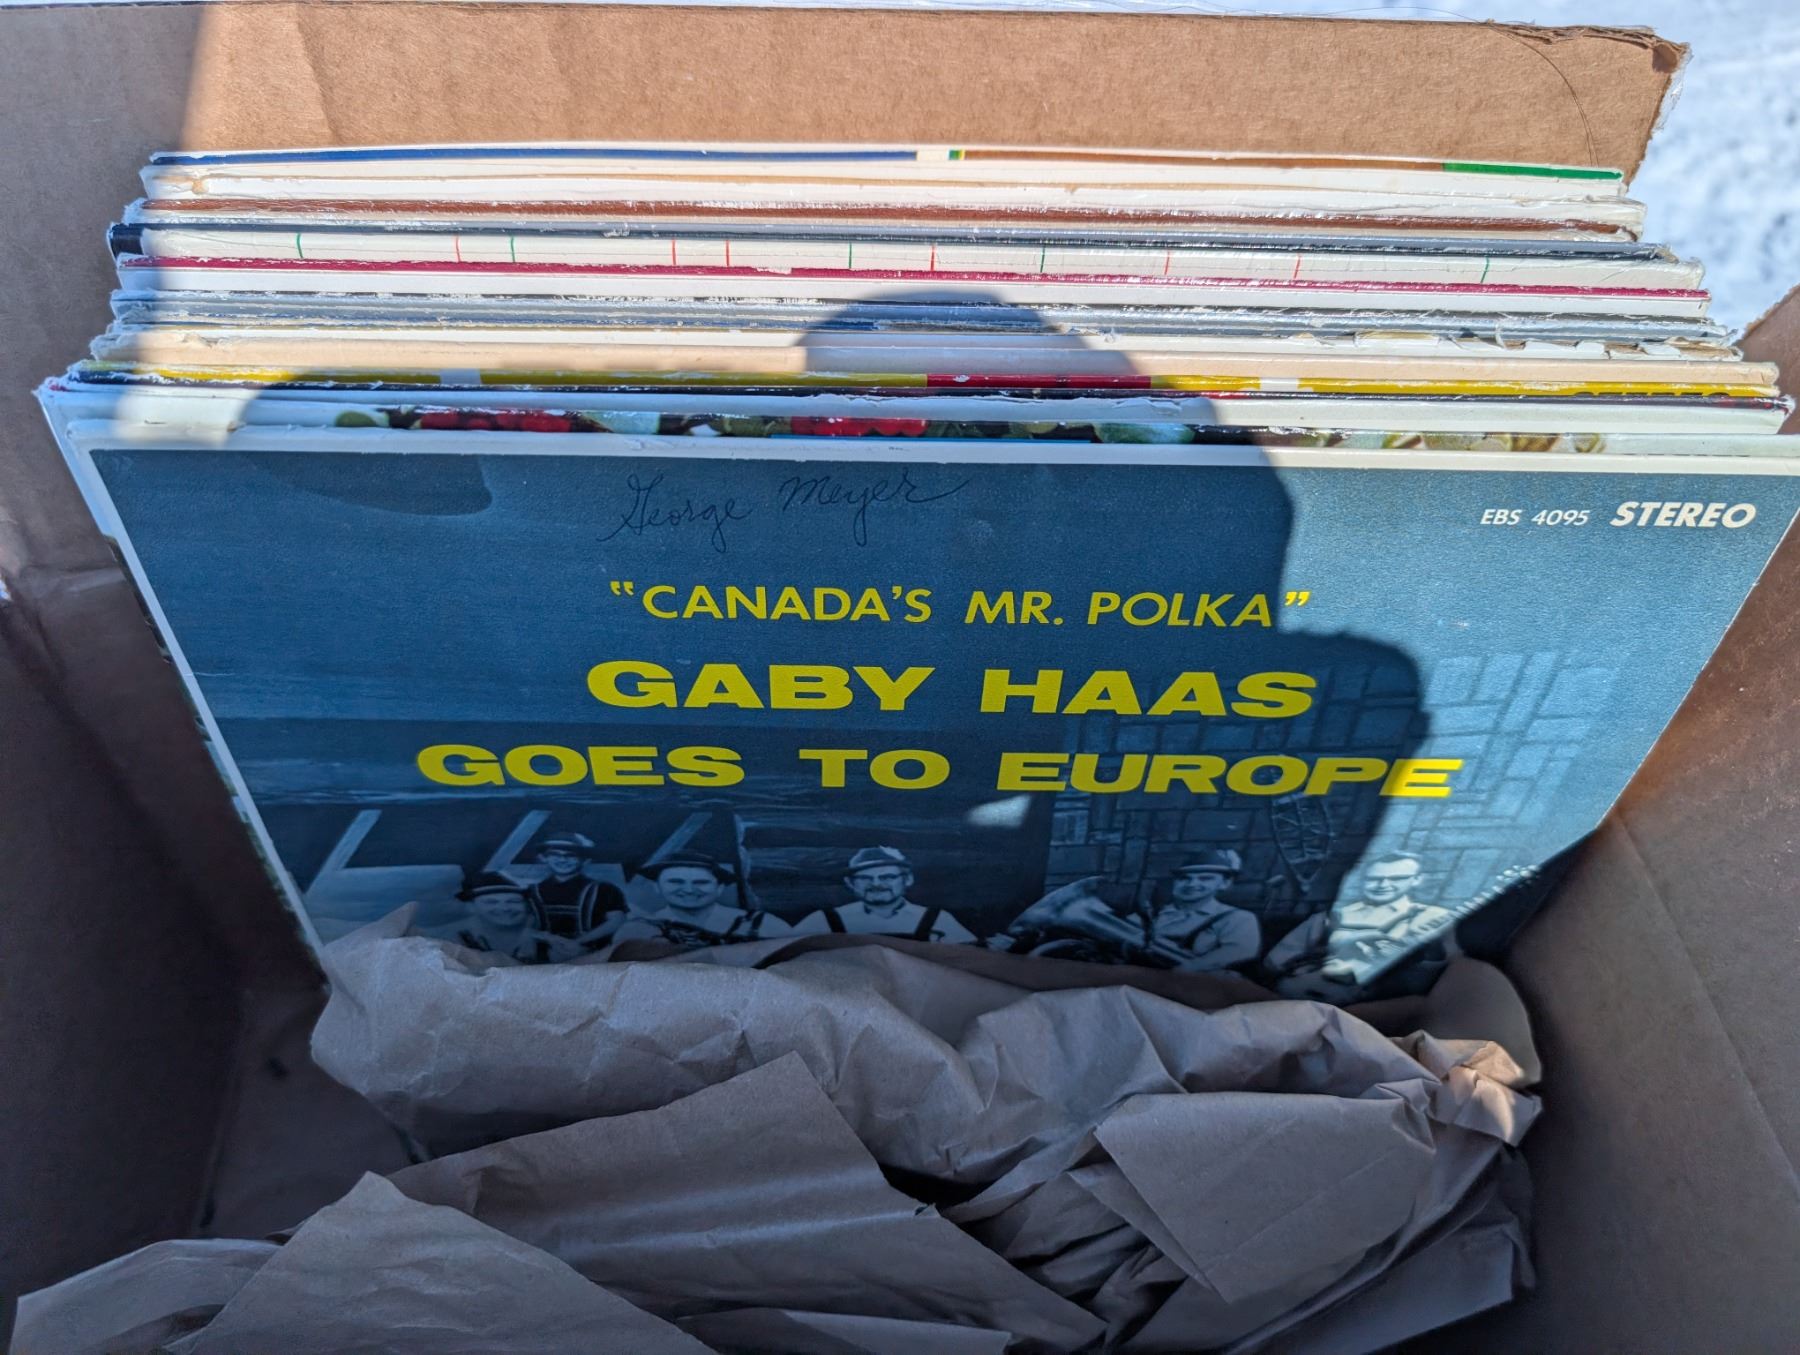 George Meyer
EBS 4095 STEREO
"CANADA'S MR. POLKA"
GABY HAAS
GOES TO EUROPE